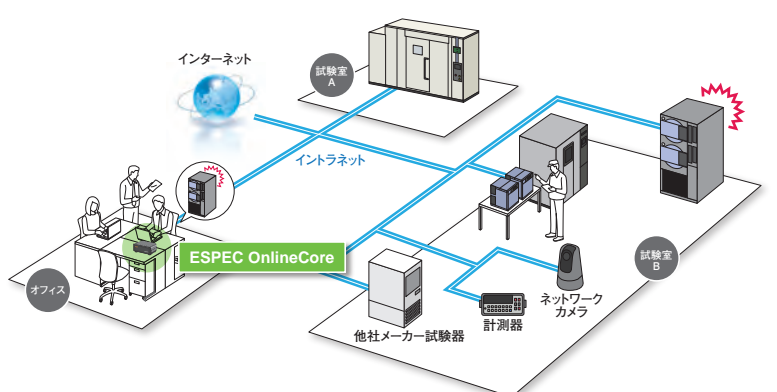 インターネット
試験室
A
イントラネット
ESPEC OnlineCore
オフィス
試験室
B
ネットワーク
カメラ
計測器
他社メーカー試験器